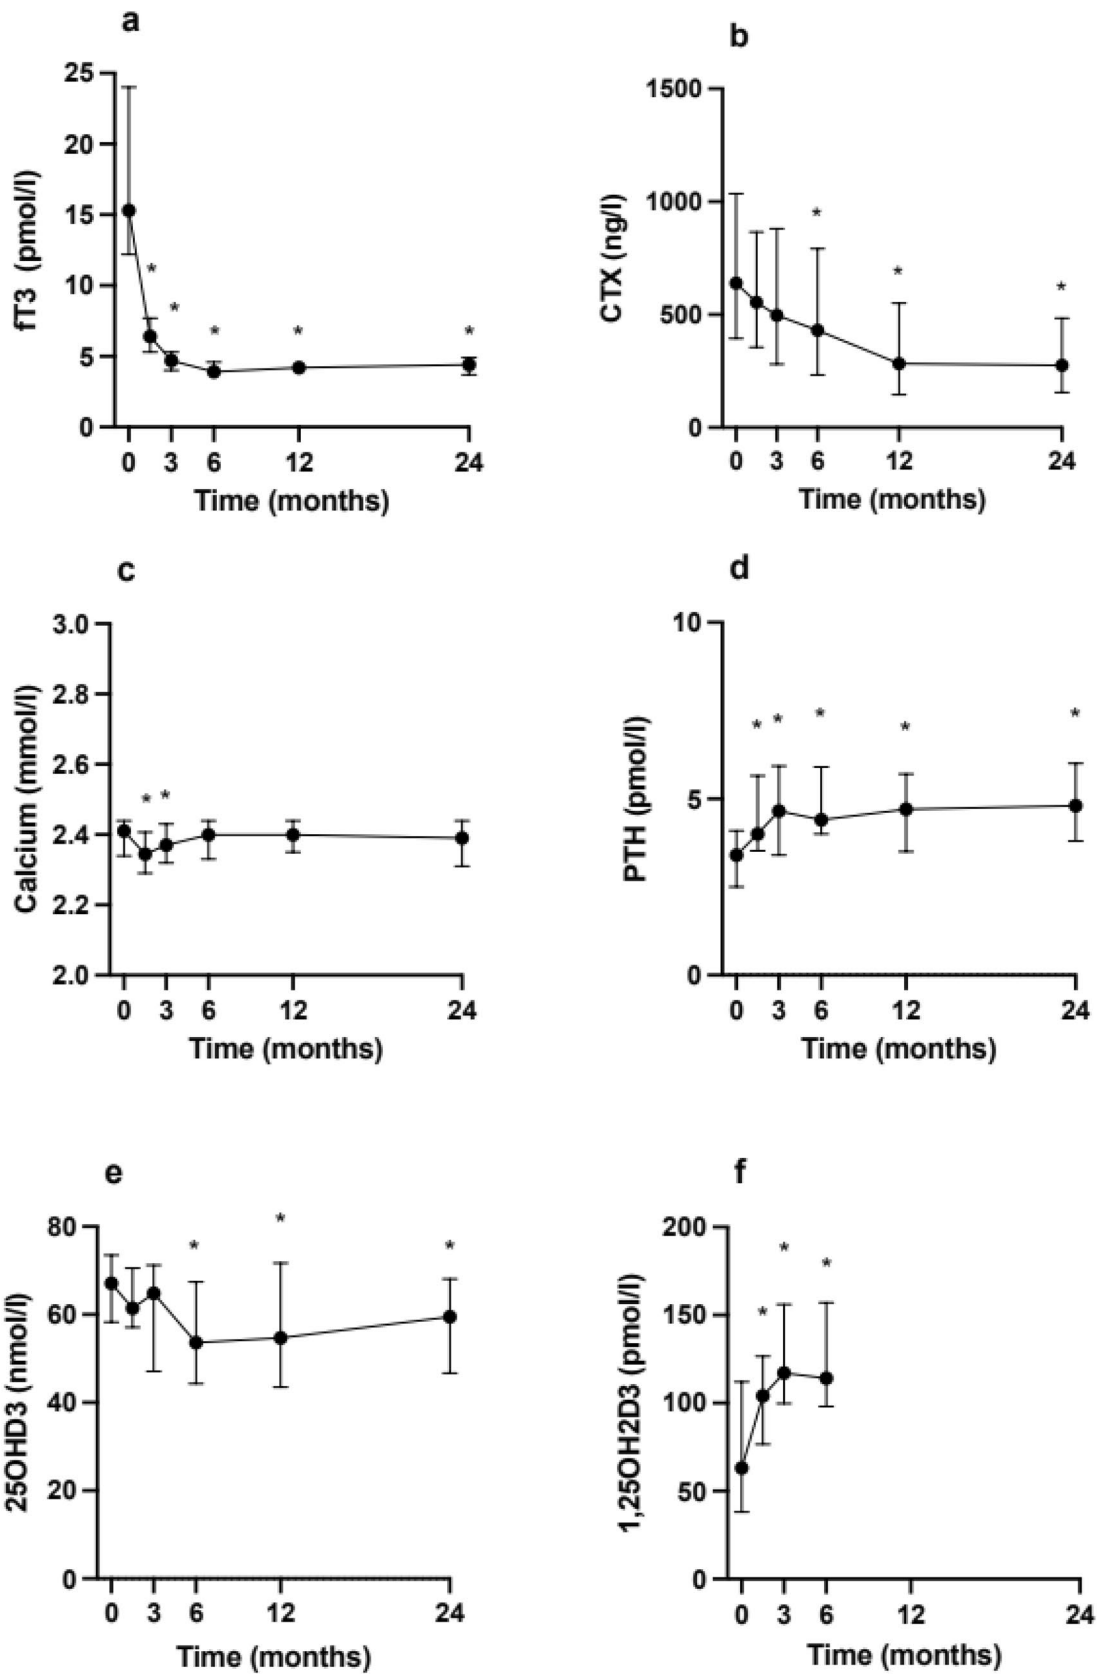 a
25
20
15
10
5
0
fT3 (pmol/l)
* * * * *
0 3 6 12 24
Time (months)
b
1500
1000
500
0
CTX (ng/l)
* * *
0 3 6 12 24
Time (months)
c
3.0
2.8
2.6
2.4
2.2
2.0
Calcium (mmol/l)
* *
0 3 6 12 24
Time (months)
d
10
5
0
PTH (pmol/l)
* * * * *
0 3 6 12 24
Time (months)
e
80
60
40
20
0
25OHD3 (nmol/l)
* * *
0 3 6 12 24
Time (months)
f
200
150
100
50
0
1,25OH2D3 (pmol/l)
* * *
0 3 6 12 24
Time (months)